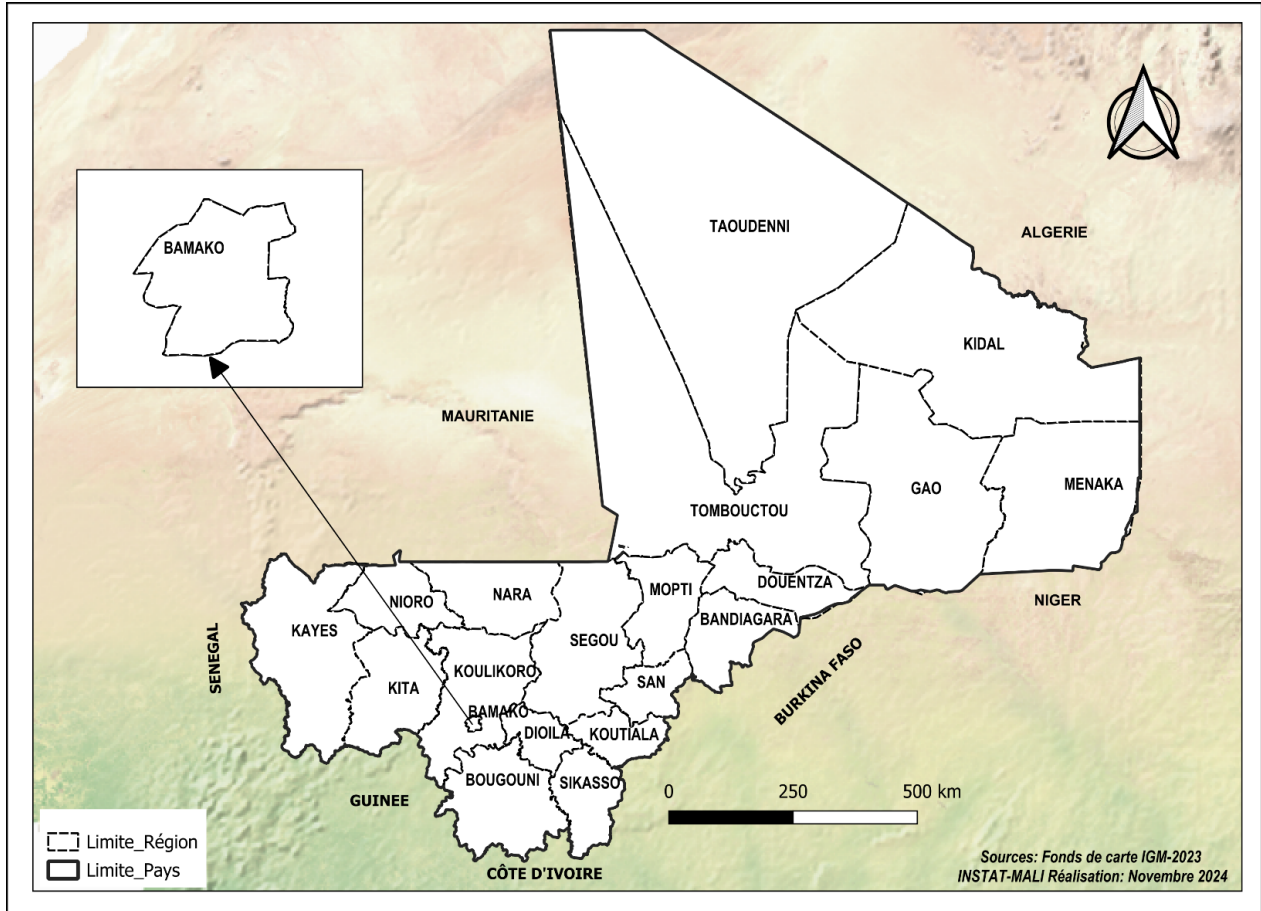 TAOUDENNI
ALGERIE
BAMAKO
KIDAL
MAURITANIE
MENAKA
GAO
TOMBOUCTOU
DOUENTZA
MOPTI
NARA
NIORO
NIGER
BANDIAGARA
KAYES
SEGOU
SENEGAL
KOULIKORO
SAN
KITA
BURKINA FASO
BAMAKO
DIOILA
KOUTIALA
BOUGOUNI
SIKASSO
GUINEE
0 250 500 km
Limite_Région
Limite_Pays
CÔTE D'IVOIRE
Sources: Fonds de carte IGM-2023
INSTAT-MALI Réalisation: Novembre 2024